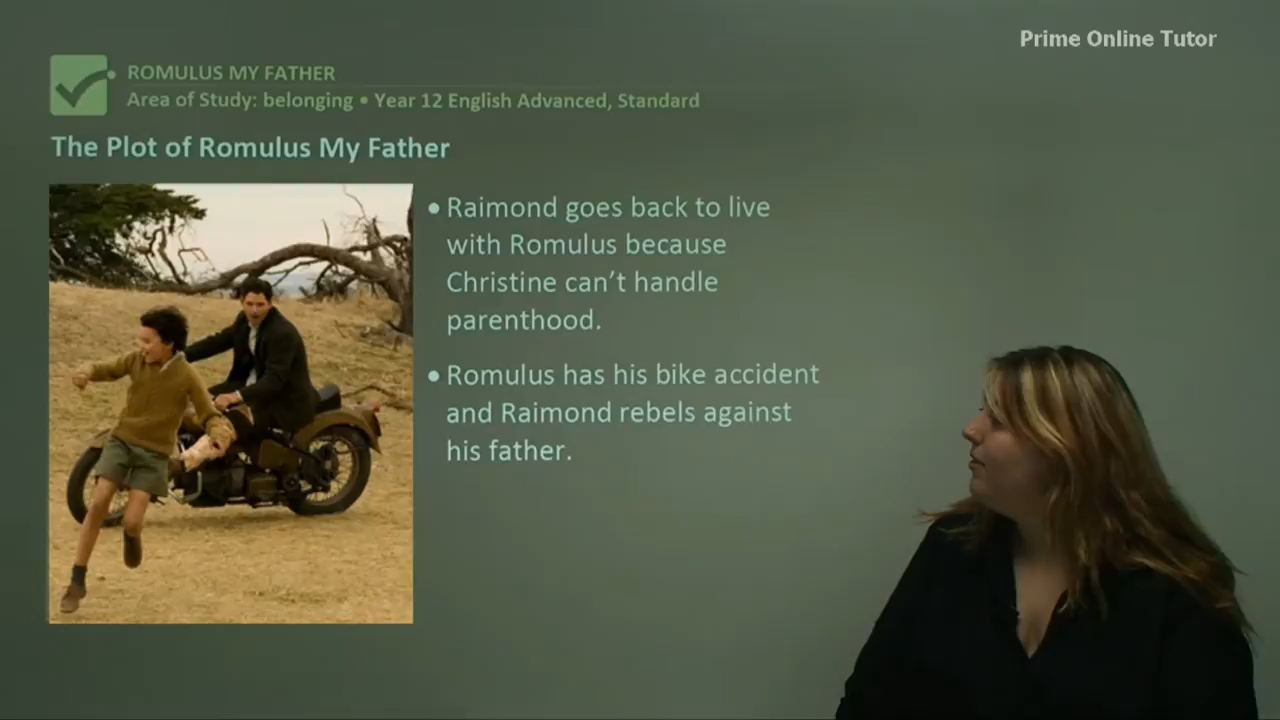 Prime Online Tutor
ROMULUS MY FATHER
Area of Study: belonging • Year 12 English Advanced, Standard
The Plot of Romulus My Father
• Raimond goes back to live
with Romulus because
Christine can't handle
parenthood.
• Romulus has his bike accident
and Raimond rebels against
his father.